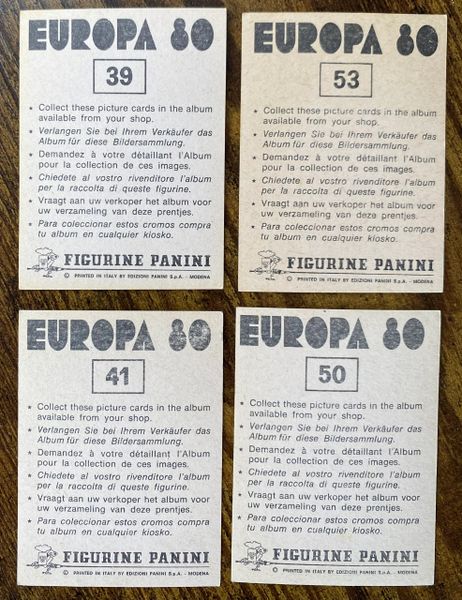 EUROPA 80
39
★ Collect these picture cards in the album
available from your shop.
★ Verlangen Sie bei Ihrem Verkäufer das
Album für diese Bildersammlung.
★ Demandez à votre détaillant l'Album
pour la collection de ces images.
★ Chiedete al vostro rivenditore l'album
per la raccolta di queste figurine.
★ Vraagt aan uw verkoper het album voor
uw verzameling van deze prentjes.
★ Para coleccionar estos cromos compra
tu album en cualquier kiosko.
FIGURINE PANINI
© PRINTED IN ITALY BY EDIZIONI PANINI S.p.A. - MODENA
EUROPA 80
53
★ Collect these picture cards in the album
available from your shop.
★ Verlangen Sie bei Ihrem Verkäufer das
Album für diese Bildersammlung.
★ Demandez à votre détaillant l'Album
pour la collection de ces images.
★ Chiedete al vostro rivenditore l'album
per la raccolta di queste figurine.
★ Vraagt aan uw verkoper het album voor
uw verzameling van deze prentjes.
★ Para coleccionar estos cromos compra
tu album en cualquier kiosko.
FIGURINE PANINI
© PRINTED IN ITALY BY EDIZIONI PANINI S.p.A. - MODENA
EUROPA 80
41
★ Collect these picture cards in the album
available from your shop.
★ Verlangen Sie bei Ihrem Verkäufer das
Album für diese Bildersammlung.
★ Demandez à votre détaillant l'Album
pour la collection de ces images.
★ Chiedete al vostro rivenditore l'album
per la raccolta di queste figurine.
★ Vraagt aan uw verkoper het album voor
uw verzameling van deze prentjes.
★ Para coleccionar estos cromos compra
tu album en cualquier kiosko.
FIGURINE PANINI
© PRINTED IN ITALY BY EDIZIONI PANINI S.p.A. - MODENA
EUROPA 80
50
★ Collect these picture cards in the album
available from your shop.
★ Verlangen Sie bei Ihrem Verkäufer das
Album für diese Bildersammlung.
★ Demandez à votre détaillant l'Album
pour la collection de ces images.
★ Chiedete al vostro rivenditore l'album
per la raccolta di queste figurine.
★ Vraagt aan uw verkoper het album voor
uw verzameling van deze prentjes.
★ Para coleccionar estos cromos compra
tu album en cualquier kiosko.
FIGURINE PANINI
© PRINTED IN ITALY BY EDIZIONI PANINI S.p.A. - MODENA